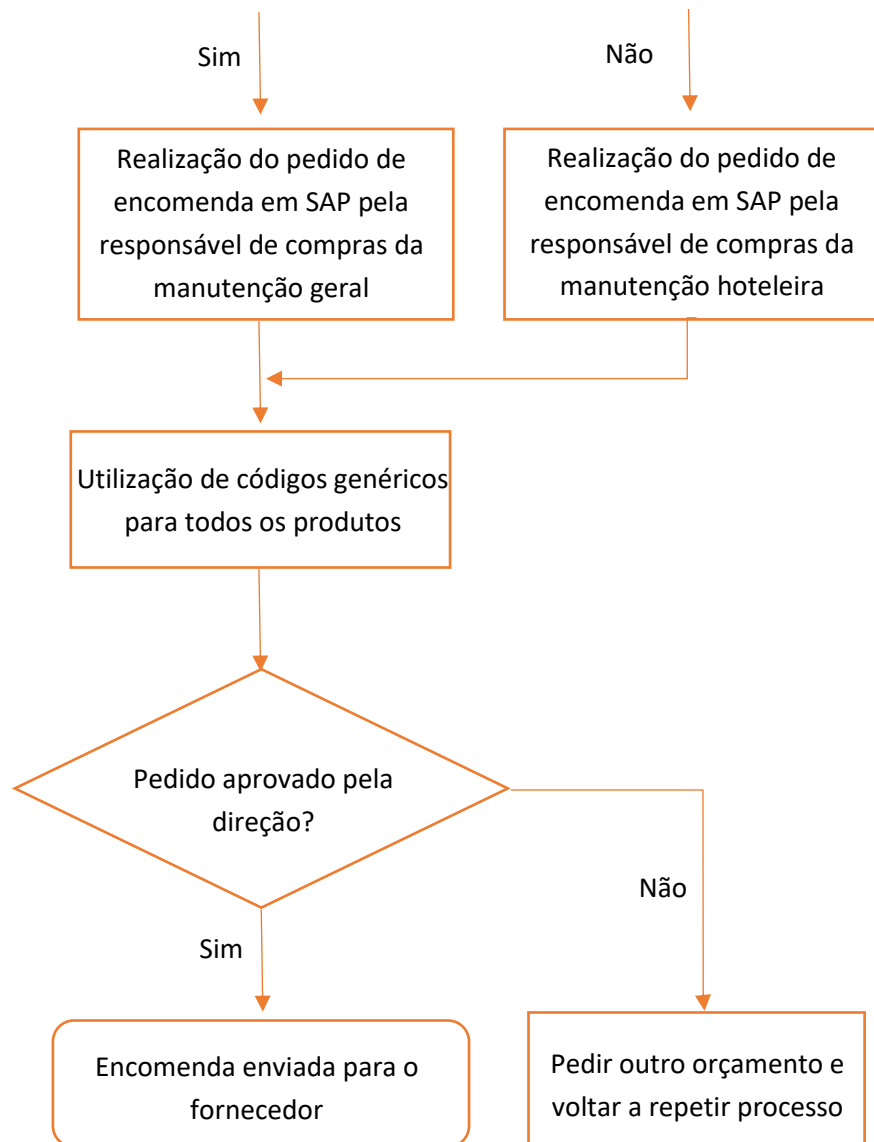 Sim
Não
Realização do pedido de
encomenda em SAP pela
responsável de compras da
manutenção geral
Realização do pedido de
encomenda em SAP pela
responsável de compras da
manutenção hoteleira
Utilização de códigos genéricos
para todos os produtos
Pedido aprovado pela
direção?
Não
Sim
Encomenda enviada para o
fornecedor
Pedir outro orçamento e
voltar a repetir processo